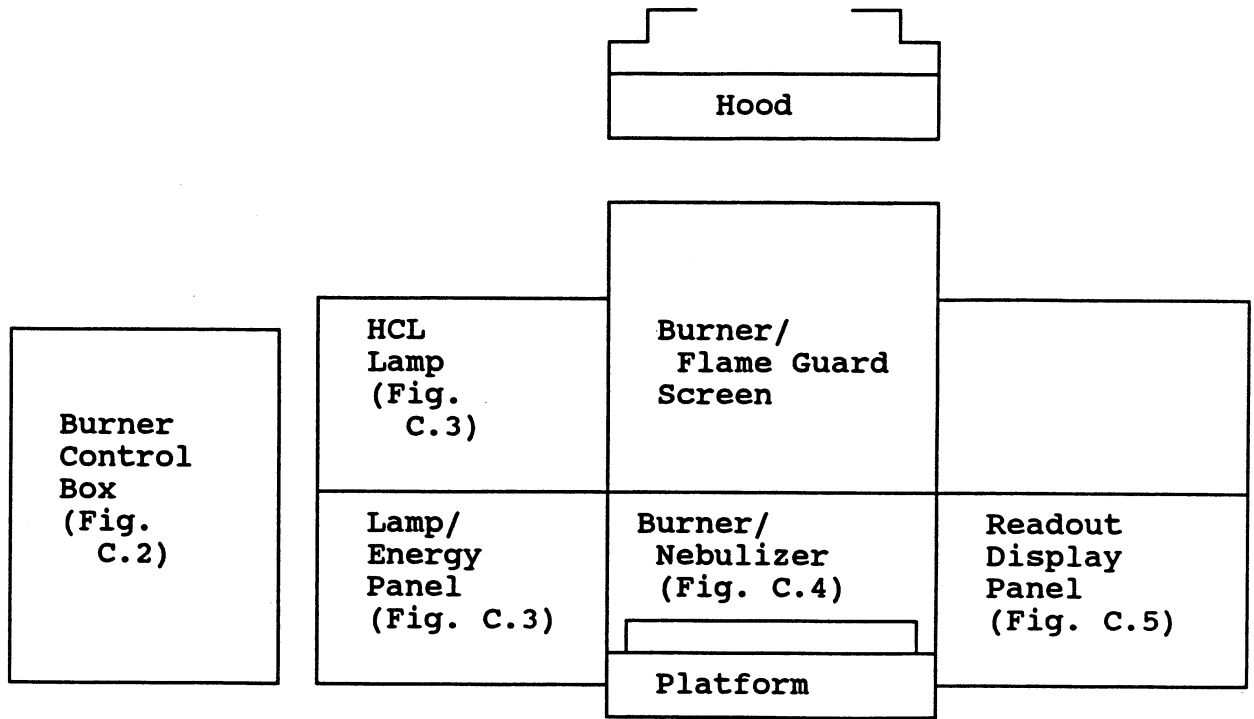 Hood
HCL
Lamp
(Fig.
C.3)
Burner/
Flame Guard
Screen
Burner
Control
Box
(Fig.
C.2)
Lamp/
Energy
Panel
(Fig. C.3)
Burner/
Nebulizer
(Fig. C.4)
Readout
Display
Panel
(Fig. C.5)
Platform